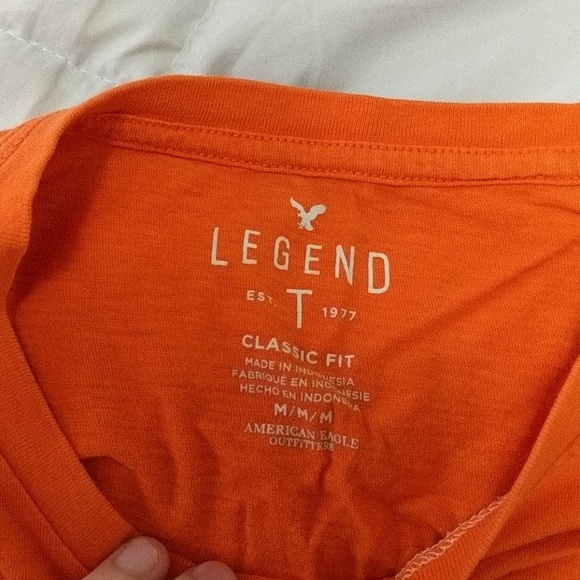 LEGEND
EST. T 1977
CLASSIC FIT
MADE IN INDONESIA
FABRIQUÉ EN INDONÉSIE
HECHO EN INDONESIA
M/M/M
AMERICAN EAGLE
OUTFITTERS